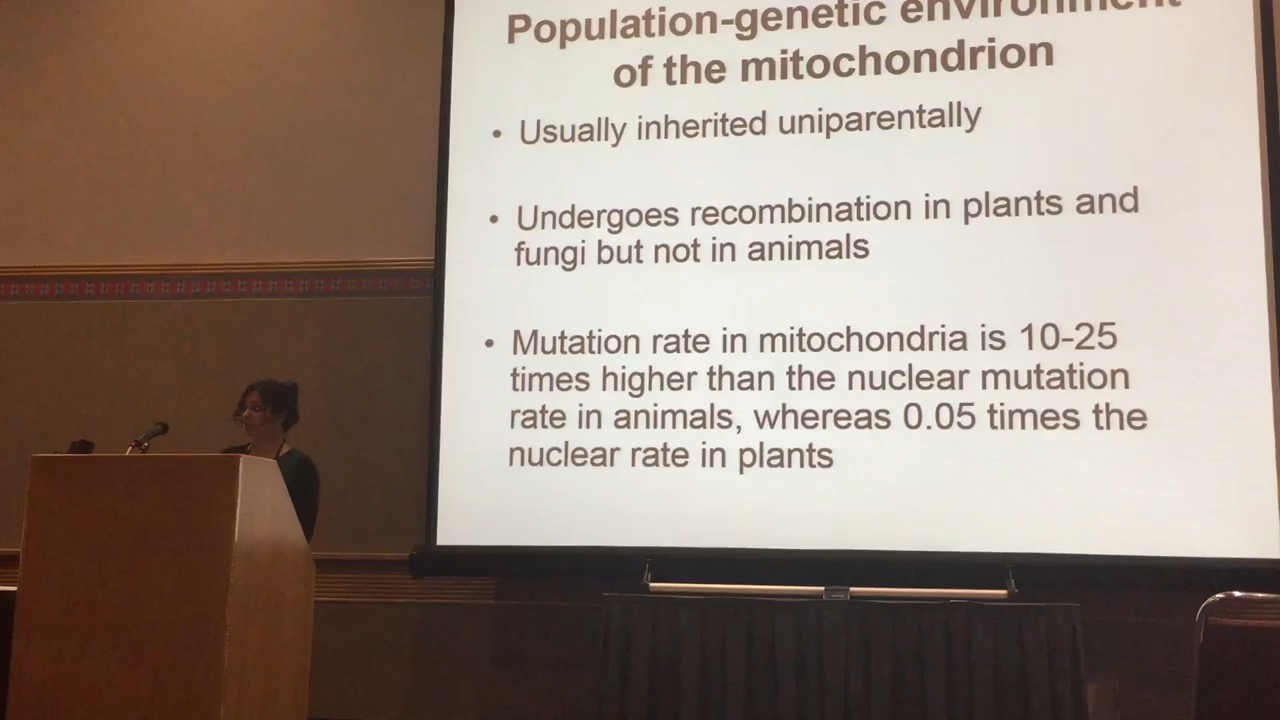 Population-genetic environment
of the mitochondrion
• Usually inherited uniparentally
• Undergoes recombination in plants and
fungi but not in animals
• Mutation rate in mitochondria is 10-25
times higher than the nuclear mutation
rate in animals, whereas 0.05 times the
nuclear rate in plants